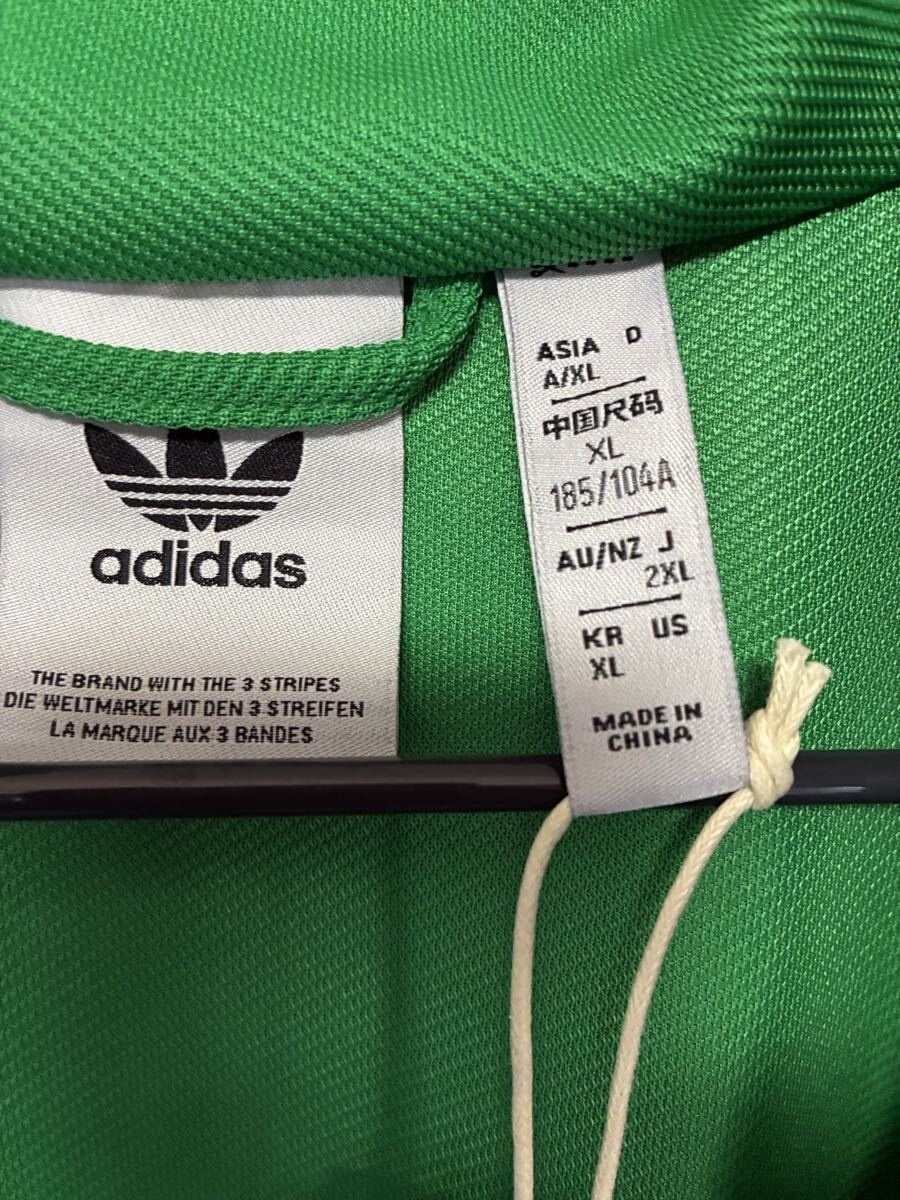 adidas
THE BRAND WITH THE 3 STRIPES
DIE WELTMARKE MIT DEN 3 STREIFEN
LA MARQUE AUX 3 BANDES
ASIA D
A/XL
中国尺码
XL
185/104A
AU/NZ J
2XL
KR US
XL
MADE IN
CHINA